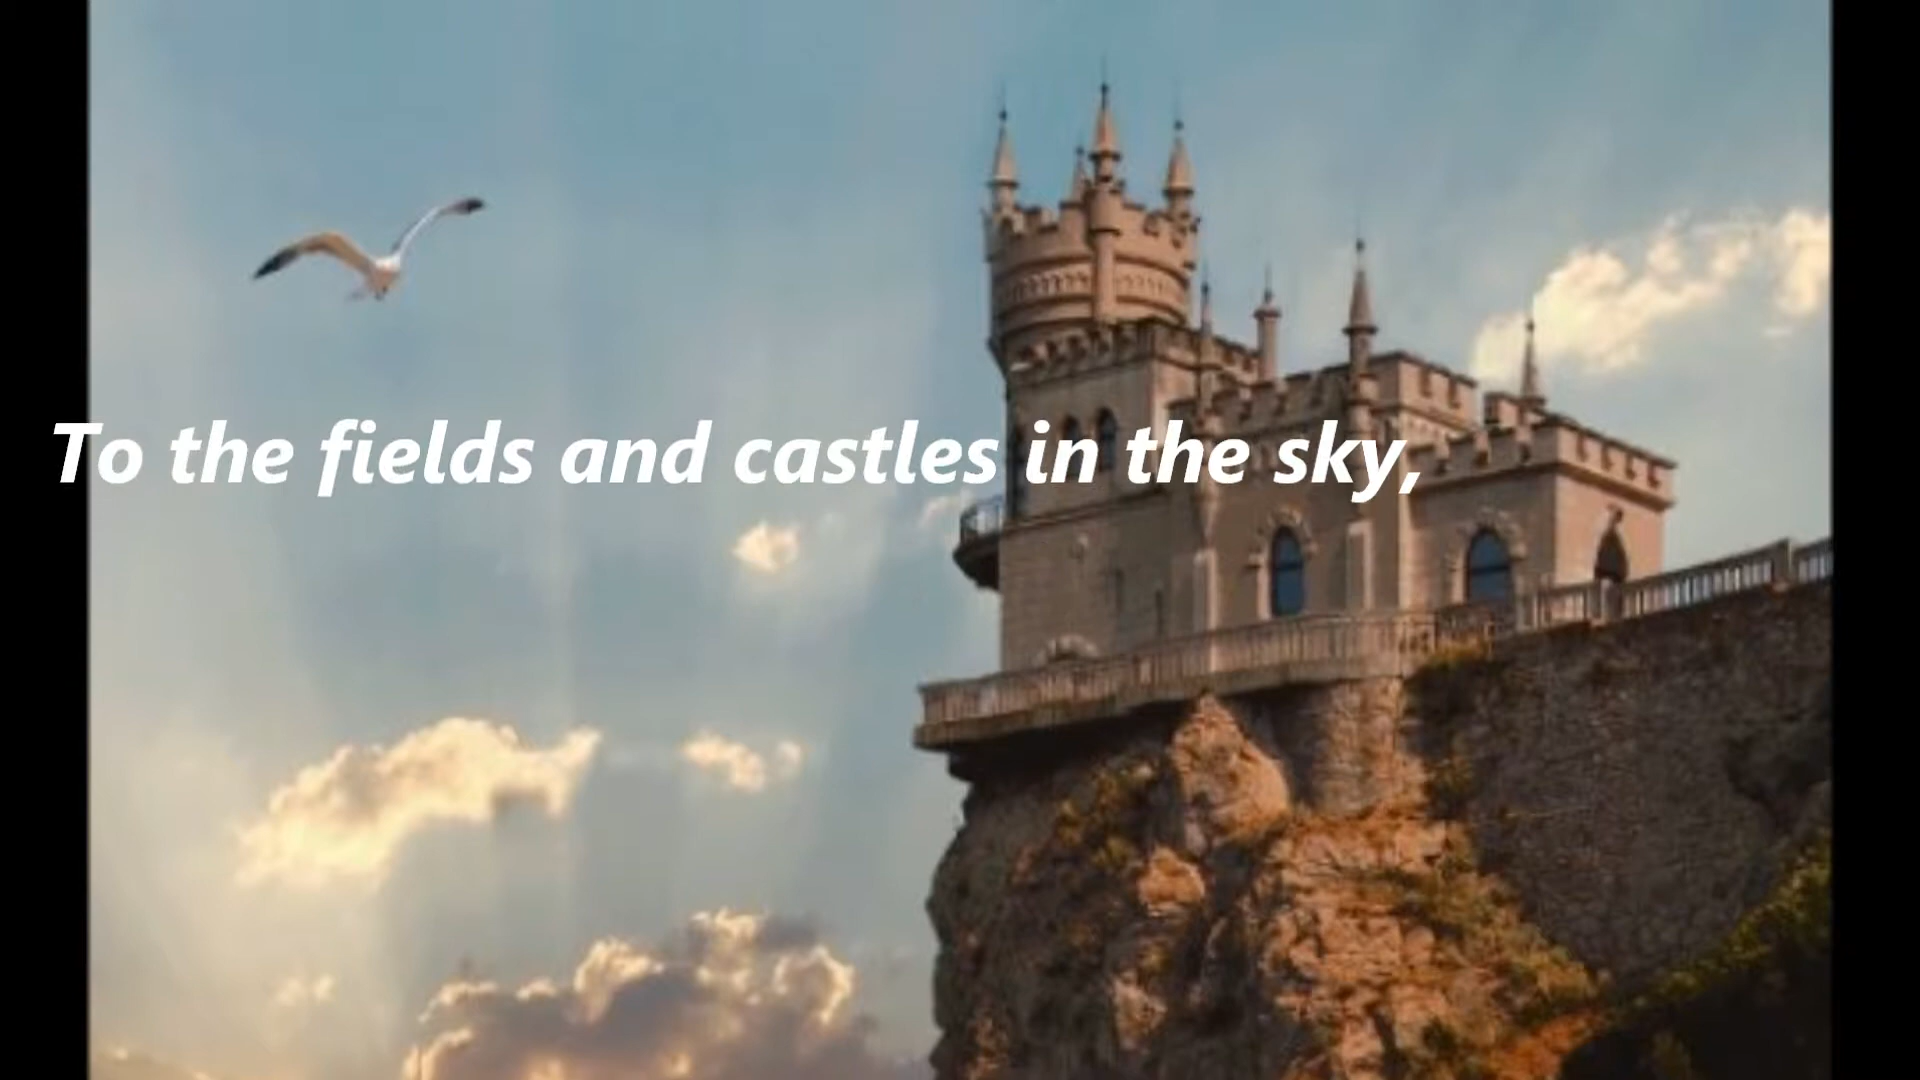 To the fields and castles in the sky,